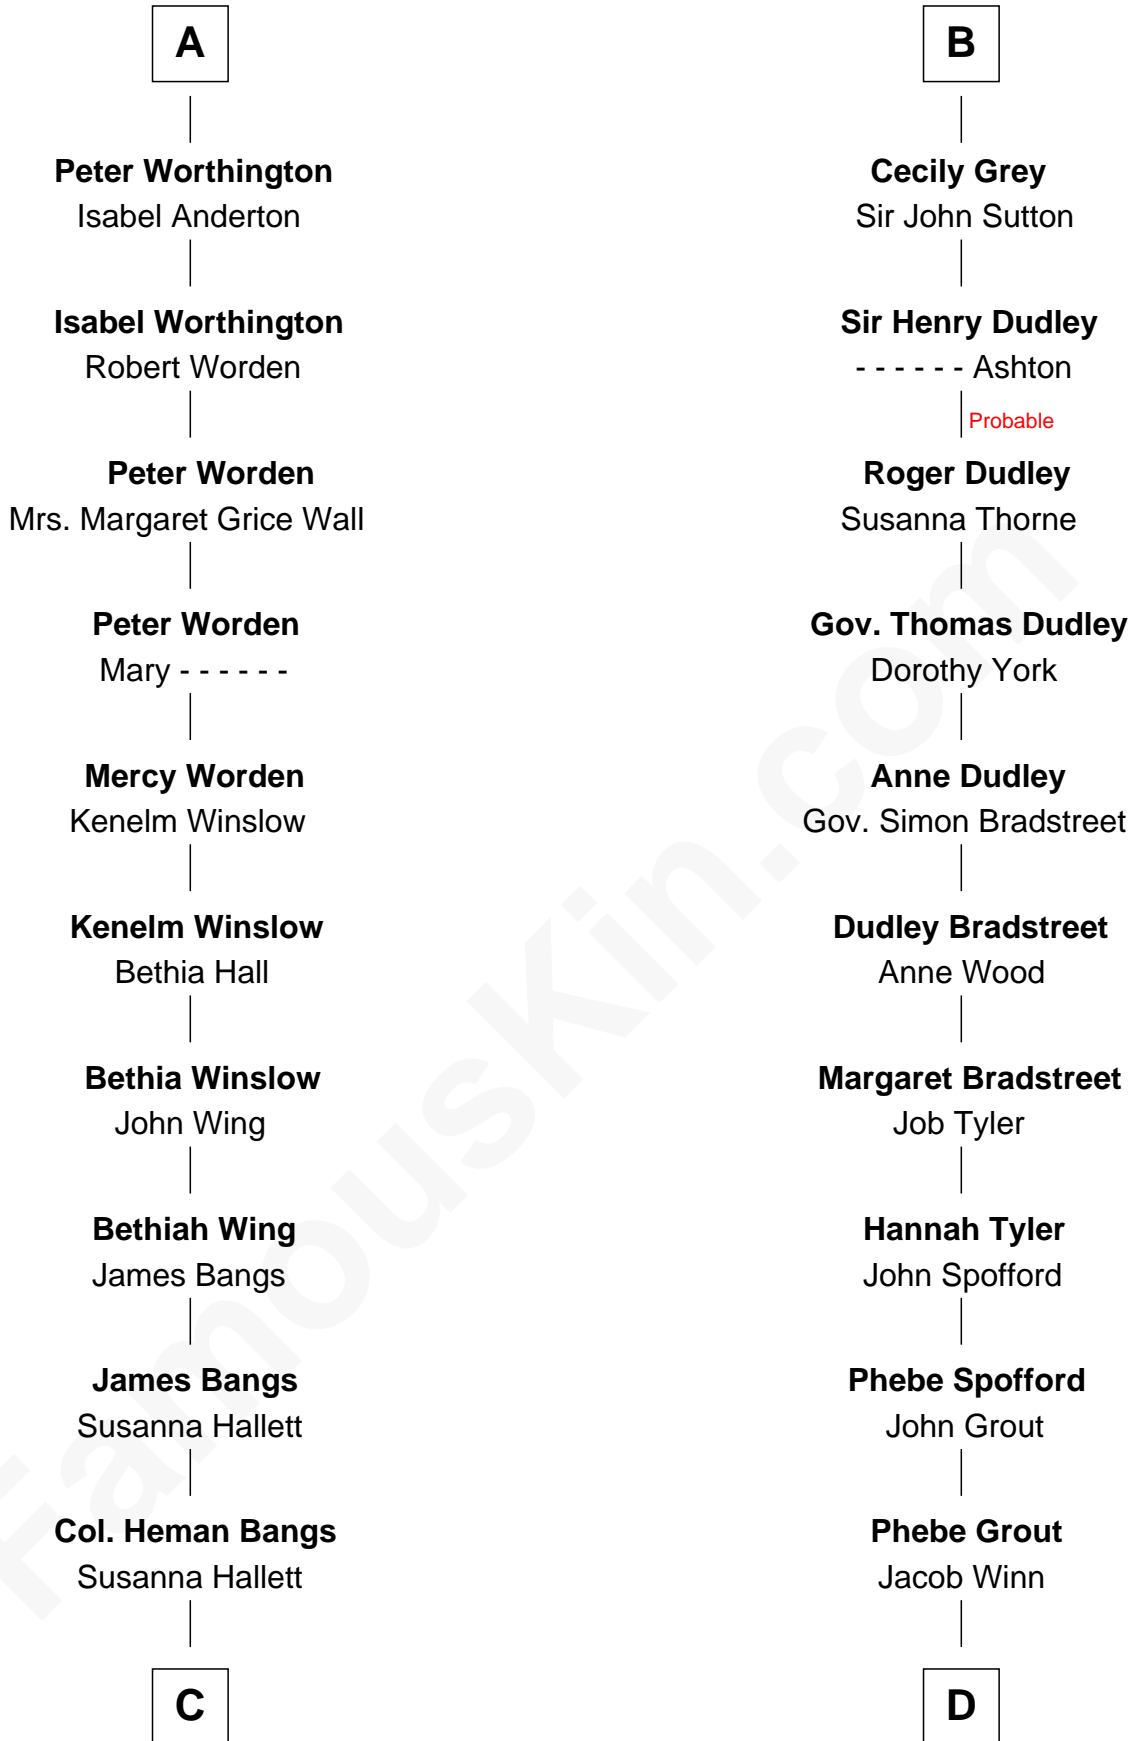 A
Peter Worthington
Isabel Anderton
Isabel Worthington
Robert Worden
Peter Worden
Mrs. Margaret Grice Wall
Peter Worden
Mary - - - - - -
Mercy Worden
Kenelm Winslow
Kenelm Winslow
Bethia Hall
Bethia Winslow
John Wing
Bethiah Wing
James Bangs
James Bangs
Susanna Hallett
Col. Heman Bangs
Susanna Hallett
C
B
Cecily Grey
Sir John Sutton
Sir Henry Dudley
- - - - - - Ashton
Probable
Roger Dudley
Susanna Thorne
Gov. Thomas Dudley
Dorothy York
Anne Dudley
Gov. Simon Bradstreet
Dudley Bradstreet
Anne Wood
Margaret Bradstreet
Job Tyler
Hannah Tyler
John Spofford
Phebe Spofford
John Grout
Phebe Grout
Jacob Winn
D
FamousKin.com